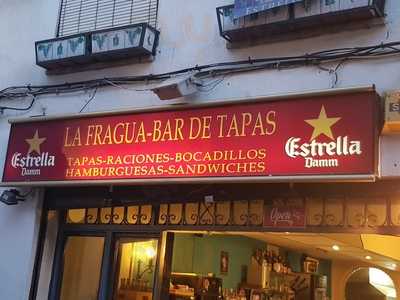 LA FRAGUA-BAR DE TAPAS
Estrella
Damm
TAPAS-RACIONES-BOCADILLOS
HAMBURGUESAS-SANDWICHES
Estrella
Damm
Open